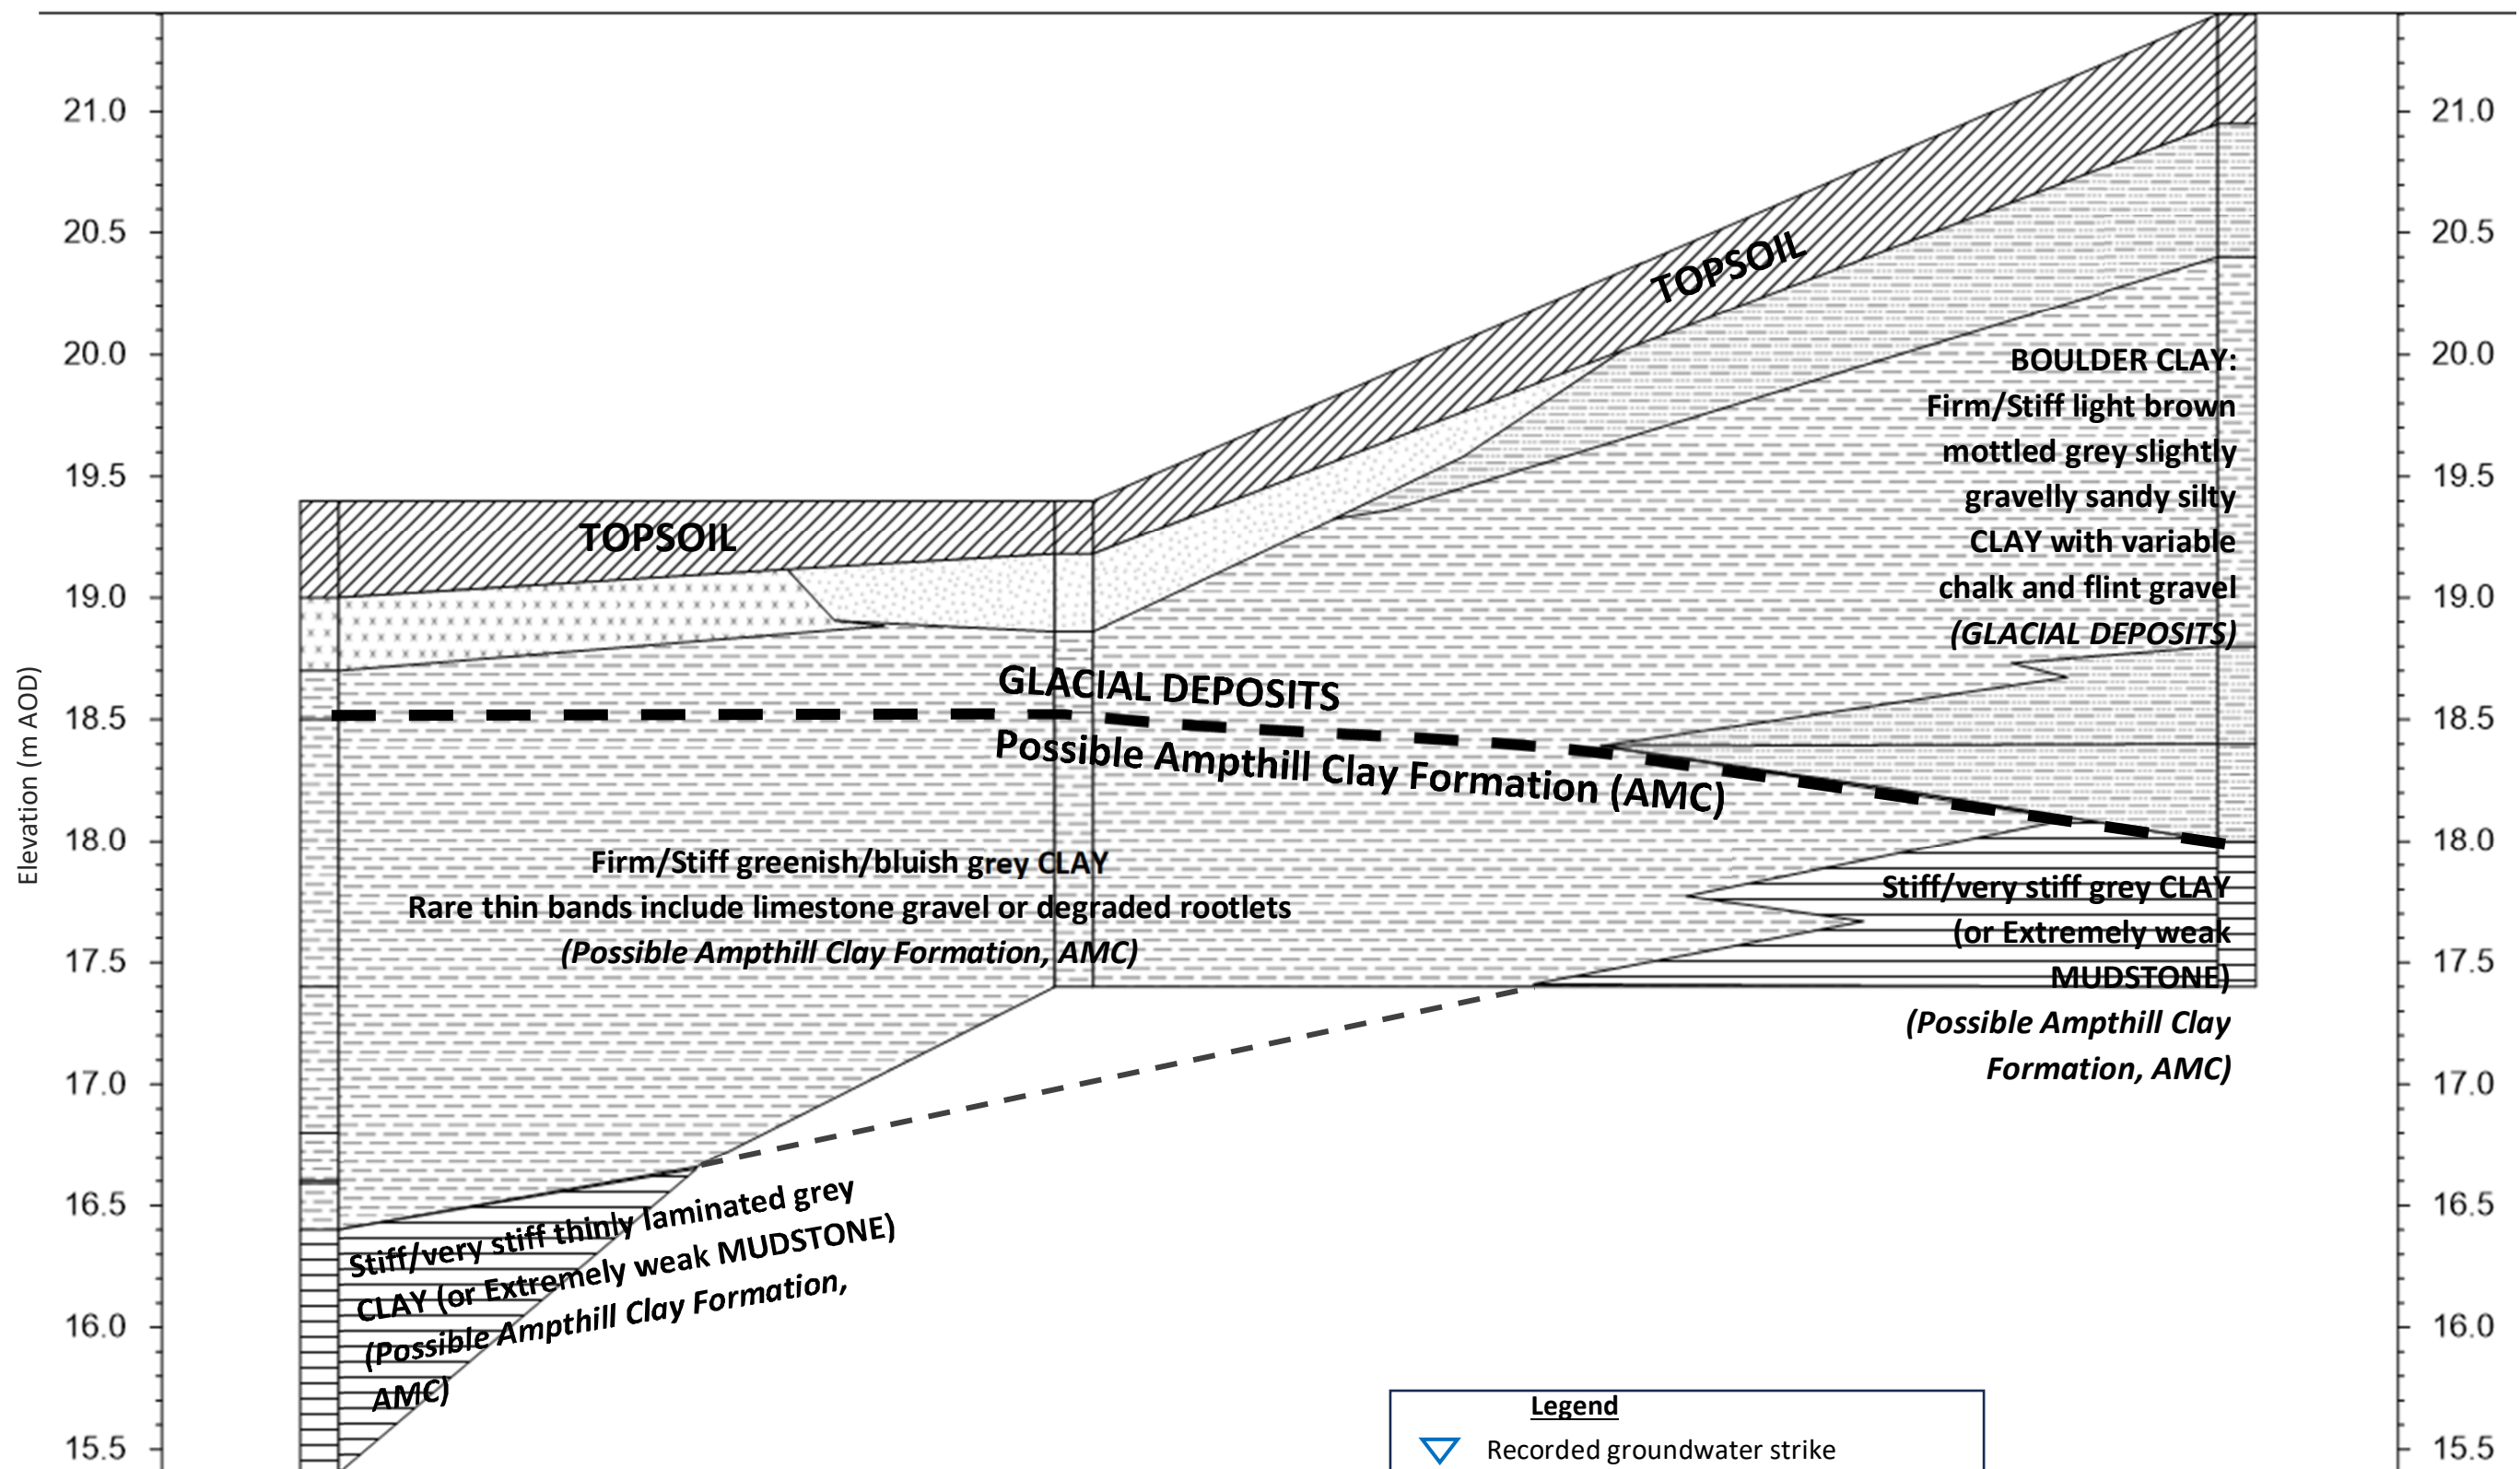 21.0
20.5
20.0
19.5
19.0
18.5
18.0
17.5
17.0
16.5
16.0
15.5
Elevation (m AOD)
TOPSOIL
TOPSOIL
BOULDER CLAY:
Firm/Stiff light brown
mottled grey slightly
gravelly sandy silty
CLAY with variable
chalk and flint gravel
(GLACIAL DEPOSITS)
GLACIAL DEPOSITS
Possible Ampthill Clay Formation (AMC)
Firm/Stiff greenish/bluish grey CLAY
Rare thin bands include limestone gravel or degraded rootlets
(Possible Ampthill Clay Formation, AMC)
Stiff/very stiff grey CLAY
(or Extremely weak
MUDSTONE)
(Possible Ampthill Clay
Formation, AMC)
Stiff/very stiff thinly laminated grey
CLAY (or Extremely weak MUDSTONE)
(Possible Ampthill Clay Formation,
AMC)
Legend
Recorded groundwater strike
21.0
20.5
20.0
19.5
19.0
18.5
18.0
17.5
17.0
16.5
16.0
15.5